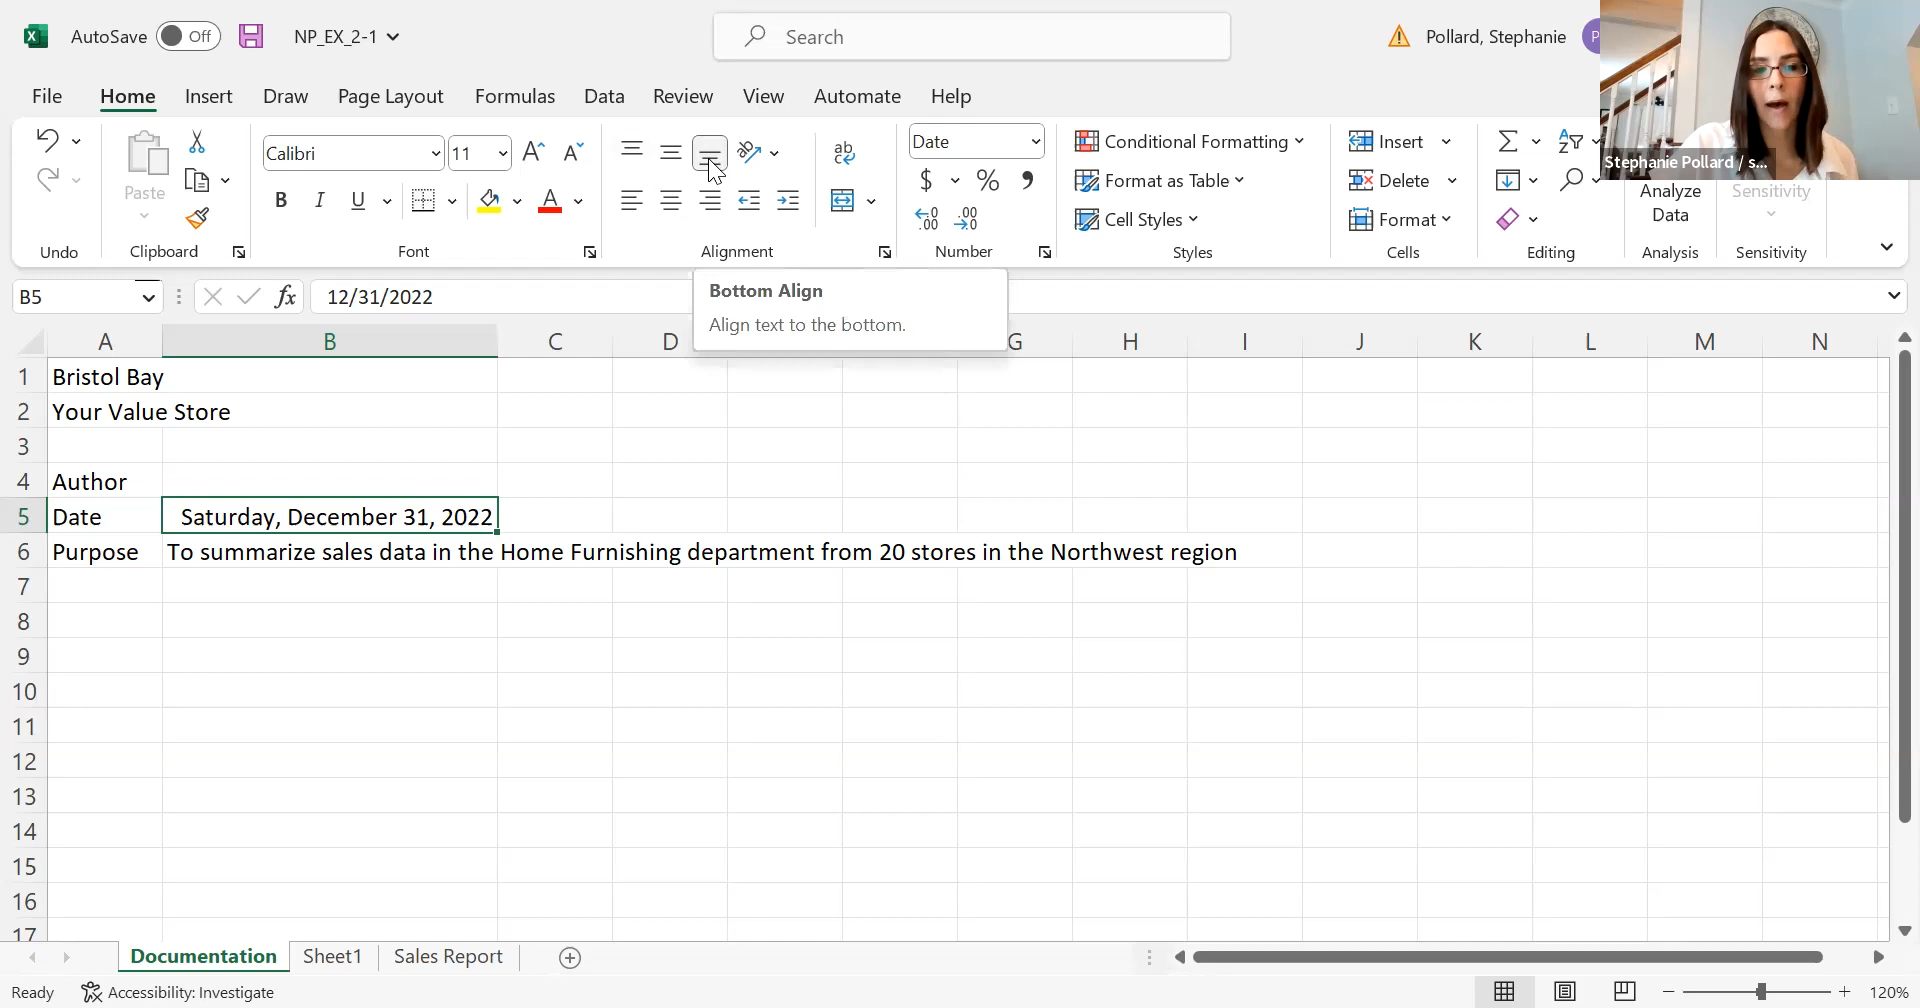 AutoSave Off NP_EX_2-1 Search Pollard, Stephanie P
File Home Insert Draw Page Layout Formulas Data Review View Automate Help
Stephanie Pollard / s...
Calibri 11 Date Conditional Formatting Insert
Paste B I U $ % Format as Table Delete Analyze Data Sensitivity
Cell Styles Format
Undo Clipboard Font Alignment Number Styles Cells Editing Analysis Sensitivity
B5 fx 12/31/2022
Bottom Align
Align text to the bottom.
A B C D G H I J K L M N
1 Bristol Bay
2 Your Value Store
3
4 Author
5 Date Saturday, December 31, 2022
6 Purpose To summarize sales data in the Home Furnishing department from 20 stores in the Northwest region
7
8
9
10
11
12
13
14
15
16
17
Documentation Sheet1 Sales Report
Ready Accessibility: Investigate 120%